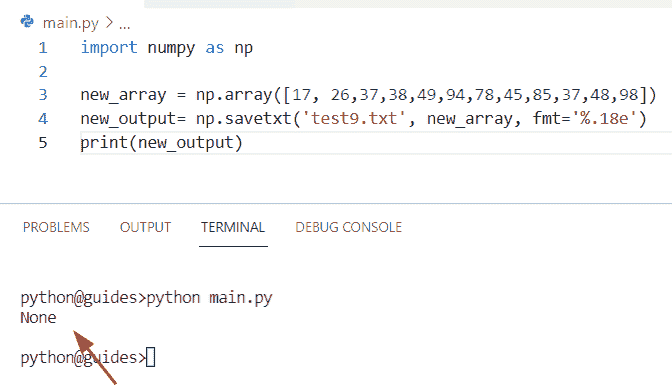 main.py > ...
1 import numpy as np
2
3 new_array = np.array([17, 26,37,38,49,94,78,45,85,37,48,98])
4 new_output= np.savetxt('test9.txt', new_array, fmt='%.18e')
5 print(new_output)
PROBLEMS OUTPUT TERMINAL DEBUG CONSOLE
python@guides>python main.py
None
python@guides>